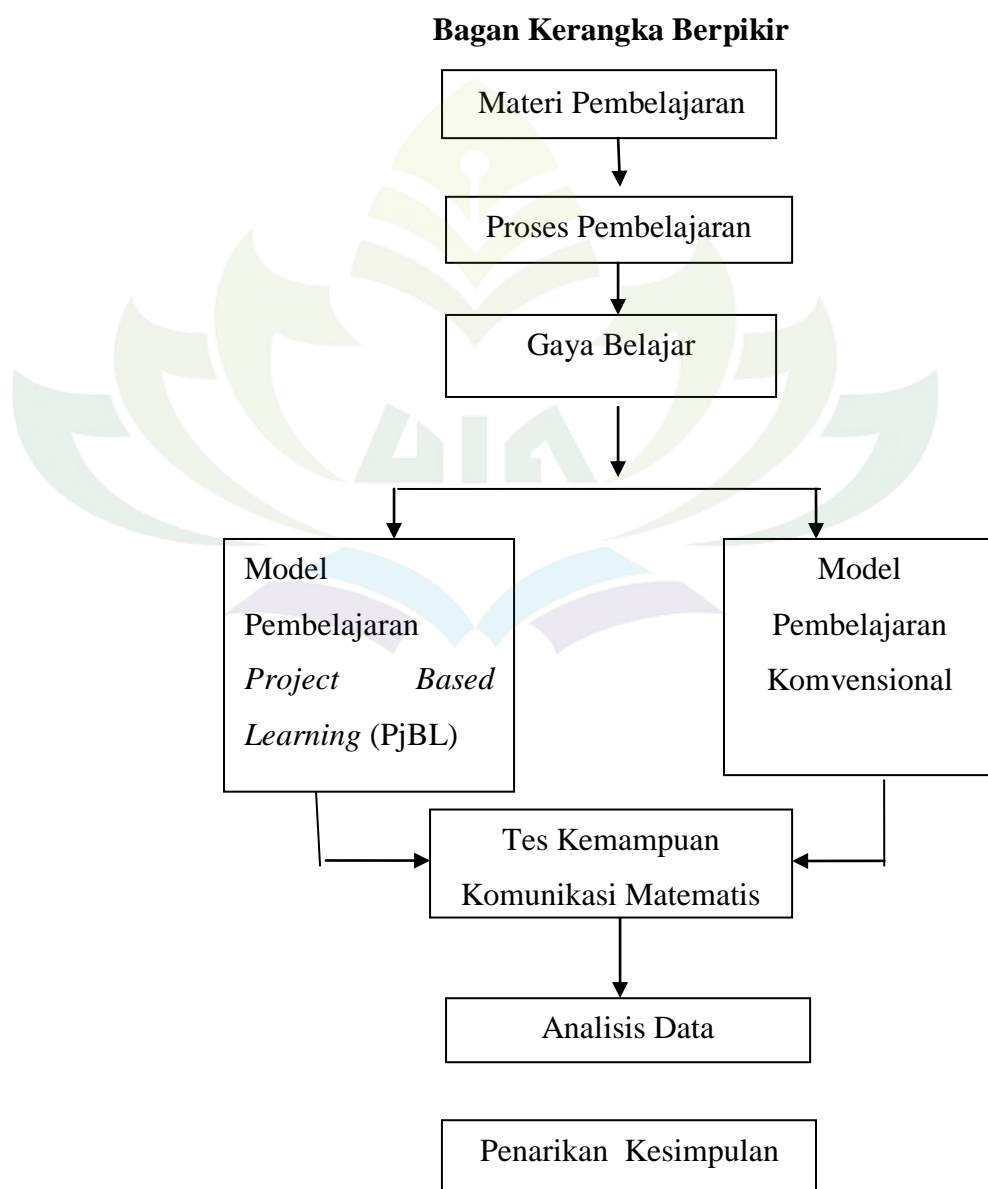 Bagan Kerangka Berpikir
Materi Pembelajaran
Proses Pembelajaran
Gaya Belajar
Model
Pembelajaran
Project Based
Learning (PjBL)
Model
Pembelajaran
Komvensional
Tes Kemampuan
Komunikasi Matematis
Analisis Data
Penarikan Kesimpulan